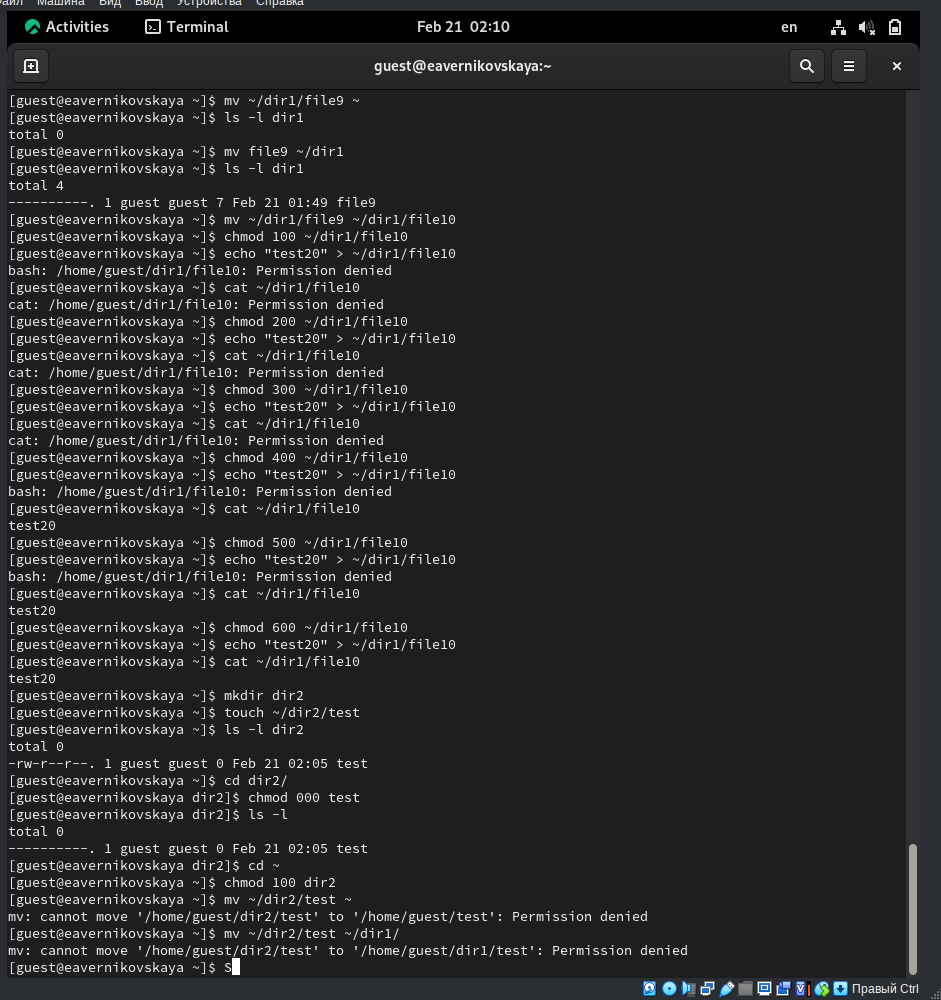 Файл Машина Вид Ввод Устройства Справка
Activities Terminal Feb 21 02:10 en
guest@eavernikovskaya:~
[guest@eavernikovskaya ~]$ mv ~/dir1/file9 ~
[guest@eavernikovskaya ~]$ ls -l dir1
total 0
[guest@eavernikovskaya ~]$ mv file9 ~/dir1
[guest@eavernikovskaya ~]$ ls -l dir1
total 4
----------. 1 guest guest 7 Feb 21 01:49 file9
[guest@eavernikovskaya ~]$ mv ~/dir1/file9 ~/dir1/file10
[guest@eavernikovskaya ~]$ chmod 100 ~/dir1/file10
[guest@eavernikovskaya ~]$ echo "test20" > ~/dir1/file10
bash: /home/guest/dir1/file10: Permission denied
[guest@eavernikovskaya ~]$ cat ~/dir1/file10
cat: /home/guest/dir1/file10: Permission denied
[guest@eavernikovskaya ~]$ chmod 200 ~/dir1/file10
[guest@eavernikovskaya ~]$ echo "test20" > ~/dir1/file10
[guest@eavernikovskaya ~]$ cat ~/dir1/file10
cat: /home/guest/dir1/file10: Permission denied
[guest@eavernikovskaya ~]$ chmod 300 ~/dir1/file10
[guest@eavernikovskaya ~]$ echo "test20" > ~/dir1/file10
[guest@eavernikovskaya ~]$ cat ~/dir1/file10
cat: /home/guest/dir1/file10: Permission denied
[guest@eavernikovskaya ~]$ chmod 400 ~/dir1/file10
[guest@eavernikovskaya ~]$ echo "test20" > ~/dir1/file10
bash: /home/guest/dir1/file10: Permission denied
[guest@eavernikovskaya ~]$ cat ~/dir1/file10
test20
[guest@eavernikovskaya ~]$ chmod 500 ~/dir1/file10
[guest@eavernikovskaya ~]$ echo "test20" > ~/dir1/file10
bash: /home/guest/dir1/file10: Permission denied
[guest@eavernikovskaya ~]$ cat ~/dir1/file10
test20
[guest@eavernikovskaya ~]$ chmod 600 ~/dir1/file10
[guest@eavernikovskaya ~]$ echo "test20" > ~/dir1/file10
[guest@eavernikovskaya ~]$ cat ~/dir1/file10
test20
[guest@eavernikovskaya ~]$ mkdir dir2
[guest@eavernikovskaya ~]$ touch ~/dir2/test
[guest@eavernikovskaya ~]$ ls -l dir2
total 0
-rw-r--r--. 1 guest guest 0 Feb 21 02:05 test
[guest@eavernikovskaya ~]$ cd dir2/
[guest@eavernikovskaya dir2]$ chmod 000 test
[guest@eavernikovskaya dir2]$ ls -l
total 0
----------. 1 guest guest 0 Feb 21 02:05 test
[guest@eavernikovskaya dir2]$ cd ~
[guest@eavernikovskaya ~]$ chmod 100 dir2
[guest@eavernikovskaya ~]$ mv ~/dir2/test ~
mv: cannot move '/home/guest/dir2/test' to '/home/guest/test': Permission denied
[guest@eavernikovskaya ~]$ mv ~/dir2/test ~/dir1/
mv: cannot move '/home/guest/dir2/test' to '/home/guest/dir1/test': Permission denied
[guest@eavernikovskaya ~]$ S
Правый Ctrl